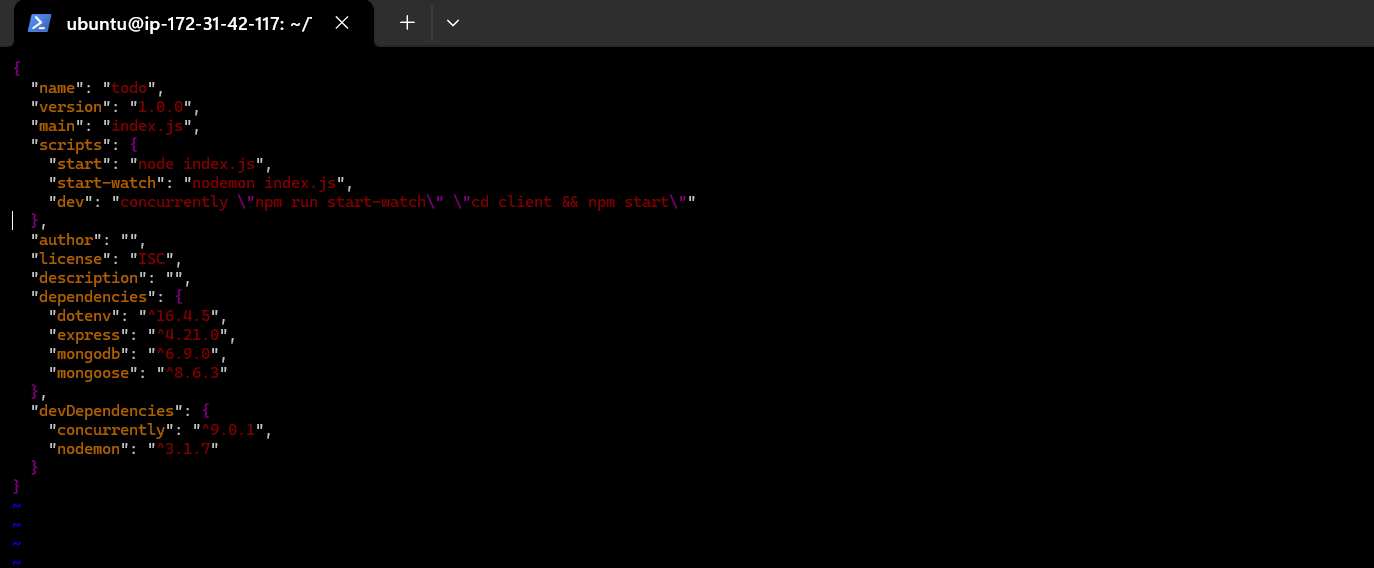 ubuntu@ip-172-31-42-117: ~/
{
  "name": "todo",
  "version": "1.0.0",
  "main": "index.js",
  "scripts": {
    "start": "node index.js",
    "start-watch": "nodemon index.js",
    "dev": "concurrently \"npm run start-watch\" \"cd client && npm start\""
  },
  "author": "",
  "license": "ISC",
  "description": "",
  "dependencies": {
    "dotenv": "^16.4.5",
    "express": "^4.21.0",
    "mongodb": "^6.9.0",
    "mongoose": "^8.6.3"
  },
  "devDependencies": {
    "concurrently": "^9.0.1",
    "nodemon": "^3.1.7"
  }
}
~
~
~
~